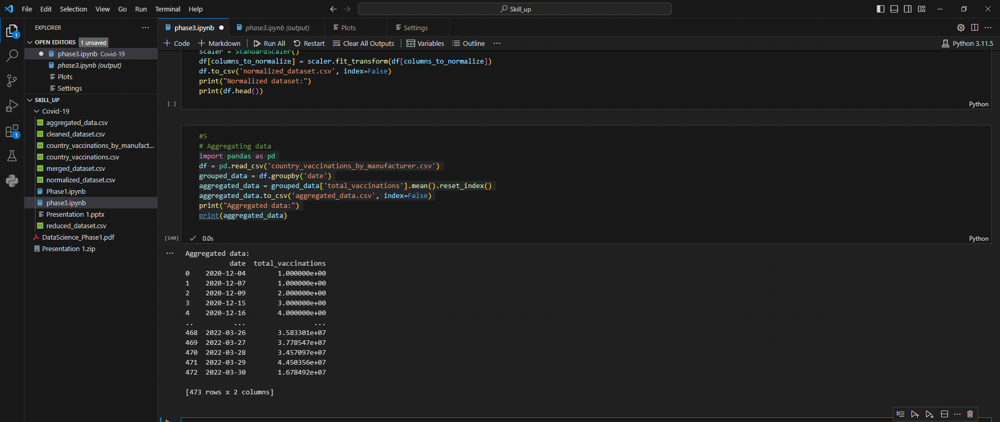 File Edit Selection View Go Run Terminal Help
Skill_up
EXPLORER
OPEN EDITORS 1 unsaved
phase3.ipynb Covid-19
phase3.ipynb (output)
Plots
Settings
SKILL_UP
Covid-19
aggregated_data.csv
cleaned_dataset.csv
country_vaccinations_by_manufact...
country_vaccinations.csv
merged_dataset.csv
normalized_dataset.csv
Phase1.ipynb
phase3.ipynb
Presentation 1.pptx
reduced_dataset.csv
DataScience_Phase1.pdf
Presentation 1.zip
1
1
phase3.ipynb phase3.ipynb (output) Plots Settings
Code Markdown Run All Restart Clear All Outputs Variables Outline ... Python 3.11.5
scaler = StandardScaler()
df[columns_to_normalize] = scaler.fit_transform(df[columns_to_normalize])
df.to_csv('normalized_dataset.csv', index=False)
print("Normalized dataset:")
print(df.head())
[ ] Python
#5
# Aggregating data
import pandas as pd
df = pd.read_csv('country_vaccinations_by_manufacturer.csv')
grouped_data = df.groupby('date')
aggregated_data = grouped_data['total_vaccinations'].mean().reset_index()
aggregated_data.to_csv('aggregated_data.csv', index=False)
print("Aggregated data:")
print(aggregated_data)
[140] 0.0s Python
... Aggregated data:
date total_vaccinations
0 2020-12-04 1.000000e+00
1 2020-12-07 1.000000e+00
2 2020-12-09 2.000000e+00
3 2020-12-15 3.000000e+00
4 2020-12-16 4.000000e+00
.. ... ...
468 2022-03-26 3.583301e+07
469 2022-03-27 3.778547e+07
470 2022-03-28 3.457097e+07
471 2022-03-29 4.450356e+07
472 2022-03-30 1.678492e+07
[473 rows x 2 columns]